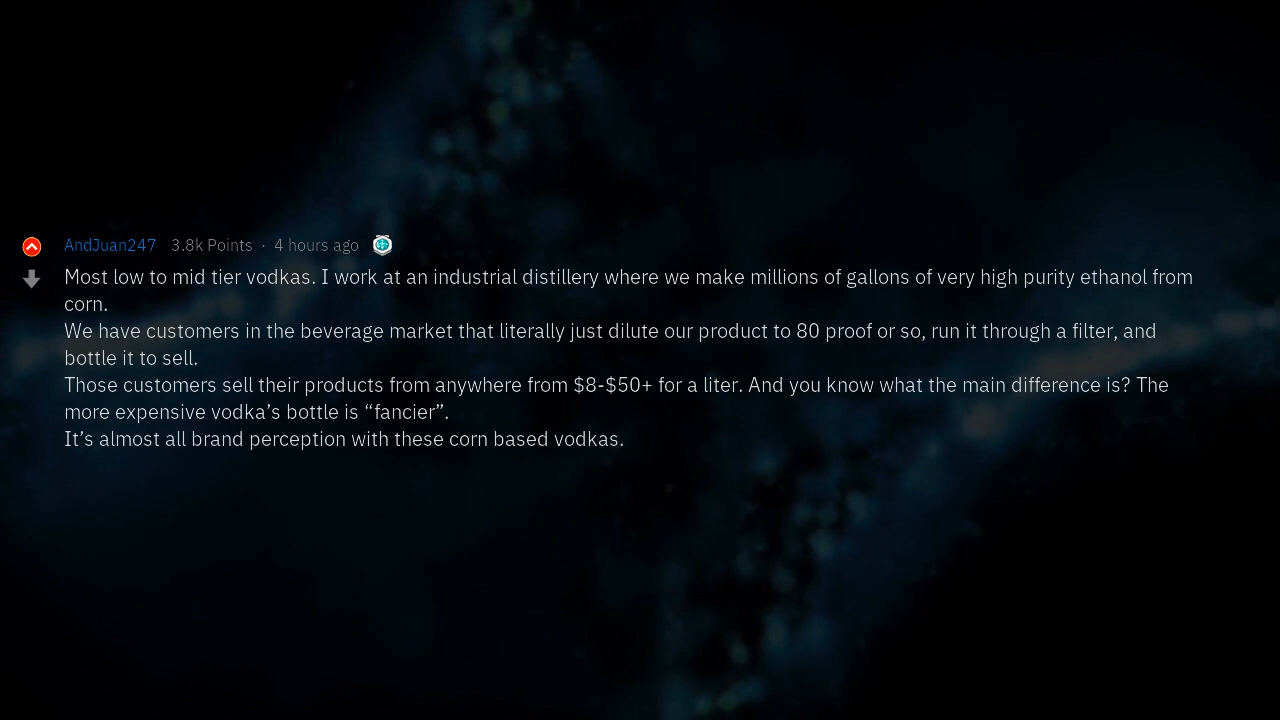 AndJuan247 3.8k Points · 4 hours ago
Most low to mid tier vodkas. I work at an industrial distillery where we make millions of gallons of very high purity ethanol from
corn.
We have customers in the beverage market that literally just dilute our product to 80 proof or so, run it through a filter, and
bottle it to sell.
Those customers sell their products from anywhere from $8-$50+ for a liter. And you know what the main difference is? The
more expensive vodka’s bottle is “fancier”.
It’s almost all brand perception with these corn based vodkas.